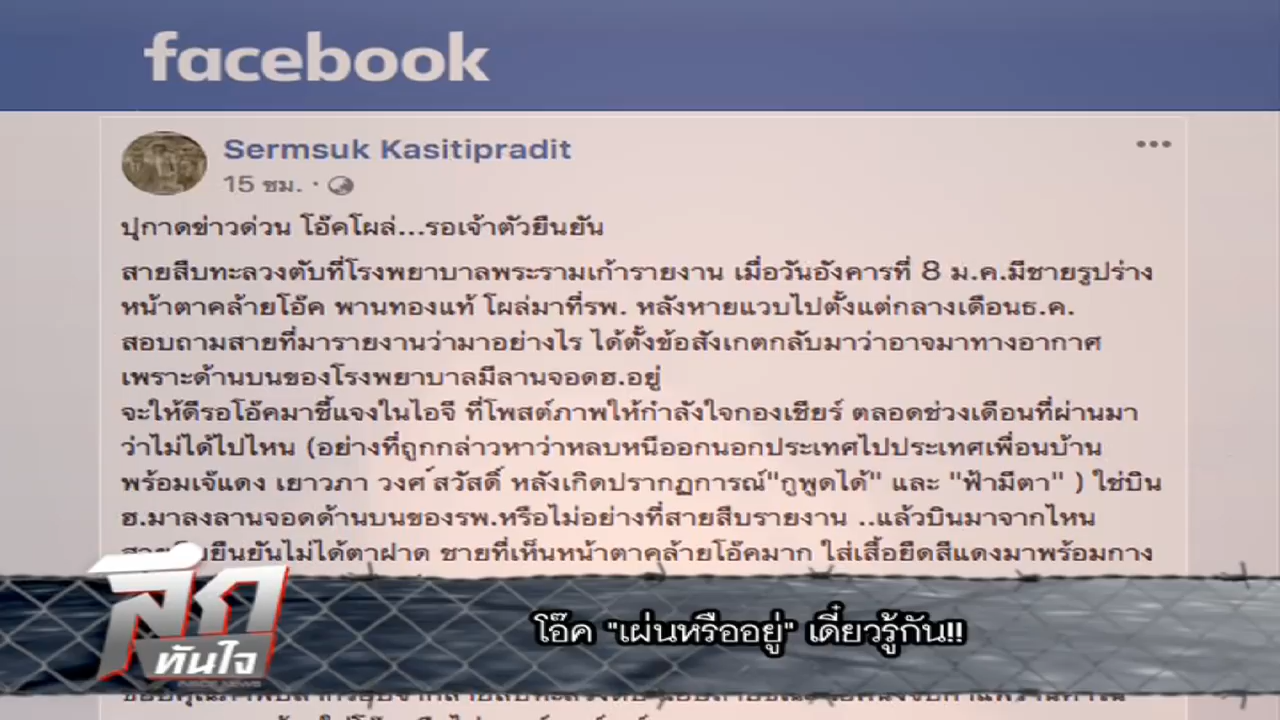 facebook
Sermsuk Kasitipradit
15 ชม. ·
ปุกาดข่าวด่วน โอ๊คโผล่...รอเจ้าตัวยืนยัน
สายสืบทะลวงตับที่โรงพยาบาลพระรามเก้ารายงาน เมื่อวันอังคารที่ 8 ม.ค.มีชายรูปร่าง
หน้าตาคล้ายโอ๊ค พานทองแท้ โผล่มาที่รพ. หลังหายแวบไปตั้งแต่กลางเดือนธ.ค.
สอบถามสายที่มารายงานว่ามาอย่างไร ได้ตั้งข้อสังเกตกลับมาว่าอาจมาทางอากาศ
เพราะด้านบนของโรงพยาบาลมีลานจอดฮ.อยู่
จะให้ดีรอโอ๊คมาชี้แจงในไอจี ที่โพสต์ภาพให้กำลังใจกองเชียร์ ตลอดช่วงเดือนที่ผ่านมา
ว่าไม่ได้ไปไหน (อย่างที่ถูกกล่าวหาว่าหลบหนีออกนอกประเทศไปประเทศเพื่อนบ้าน
พร้อมเจ๊แดง เยาวภา วงศ์สวัสดิ์ หลังเกิดปรากฏการณ์"กูพูดได้" และ "ฟ้ามีตา" ) ใช่บิน
ฮ.มาลงลานจอดด้านบนของรพ.หรือไม่อย่างที่สายสืบรายงาน ..แล้วบินมาจากไหน
ยืนยันไม่ได้ตาฝาด ชายที่เห็นหน้าตาคล้ายโอ๊คมาก ใส่เสื้อยืดสีแดงมาพร้อมกาง
ลึก
ทันใจ
โอ๊ค "เผ่นหรืออยู่" เดี๋ยวรู้กัน!!